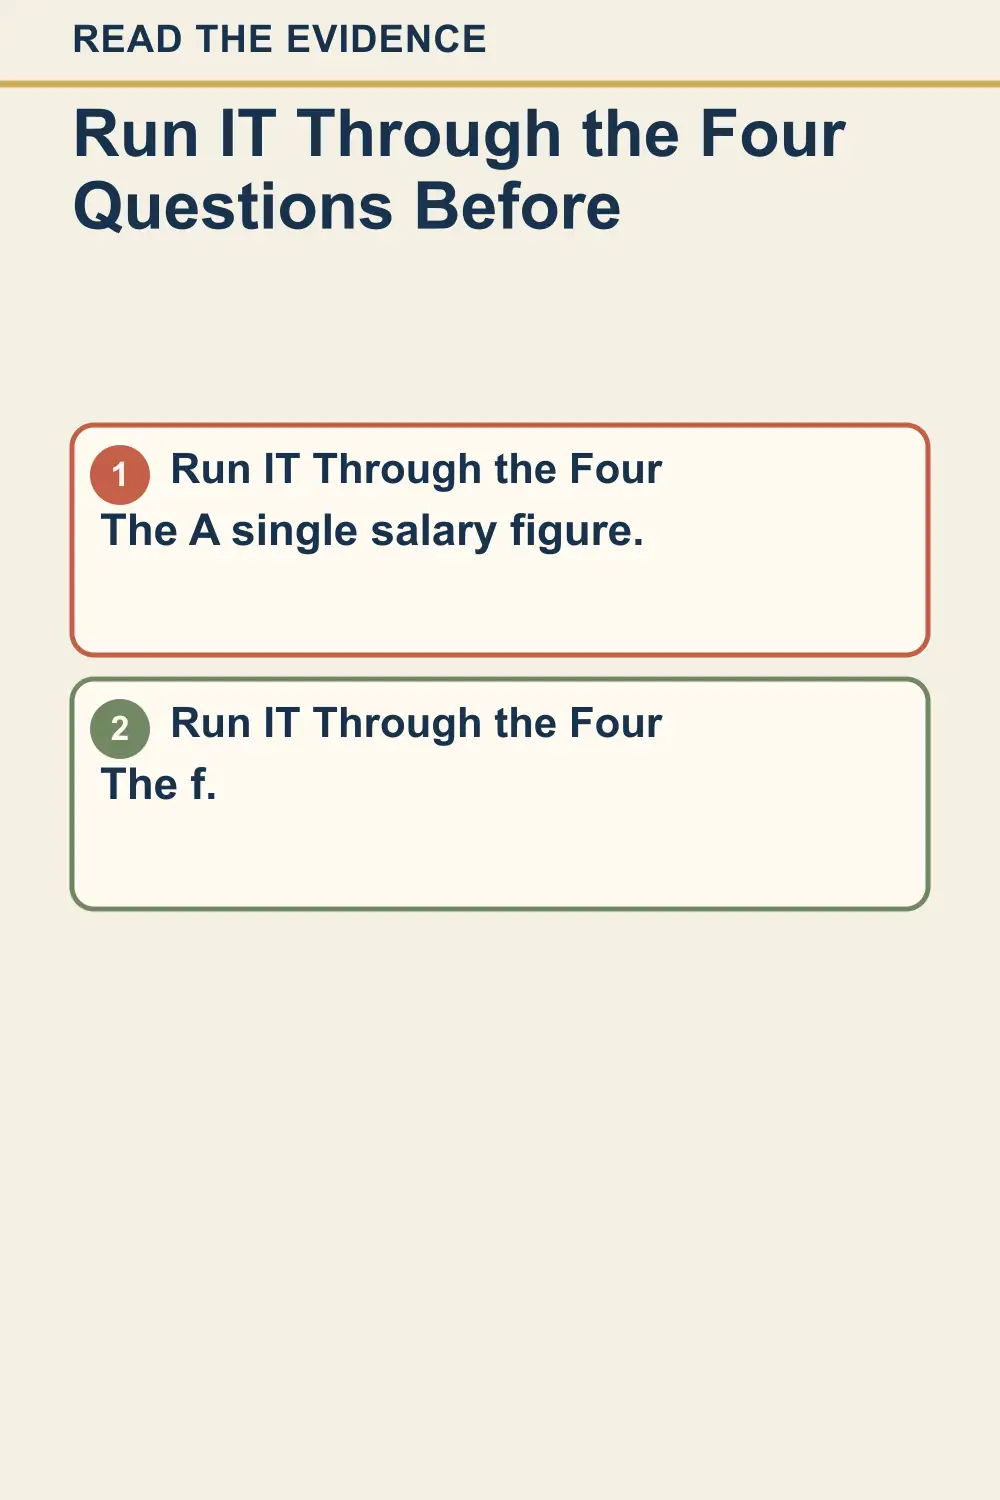 READ THE EVIDENCE
Run IT Through the Four
Questions Before
1 Run IT Through the Four
The A single salary figure.
2 Run IT Through the Four
The f.